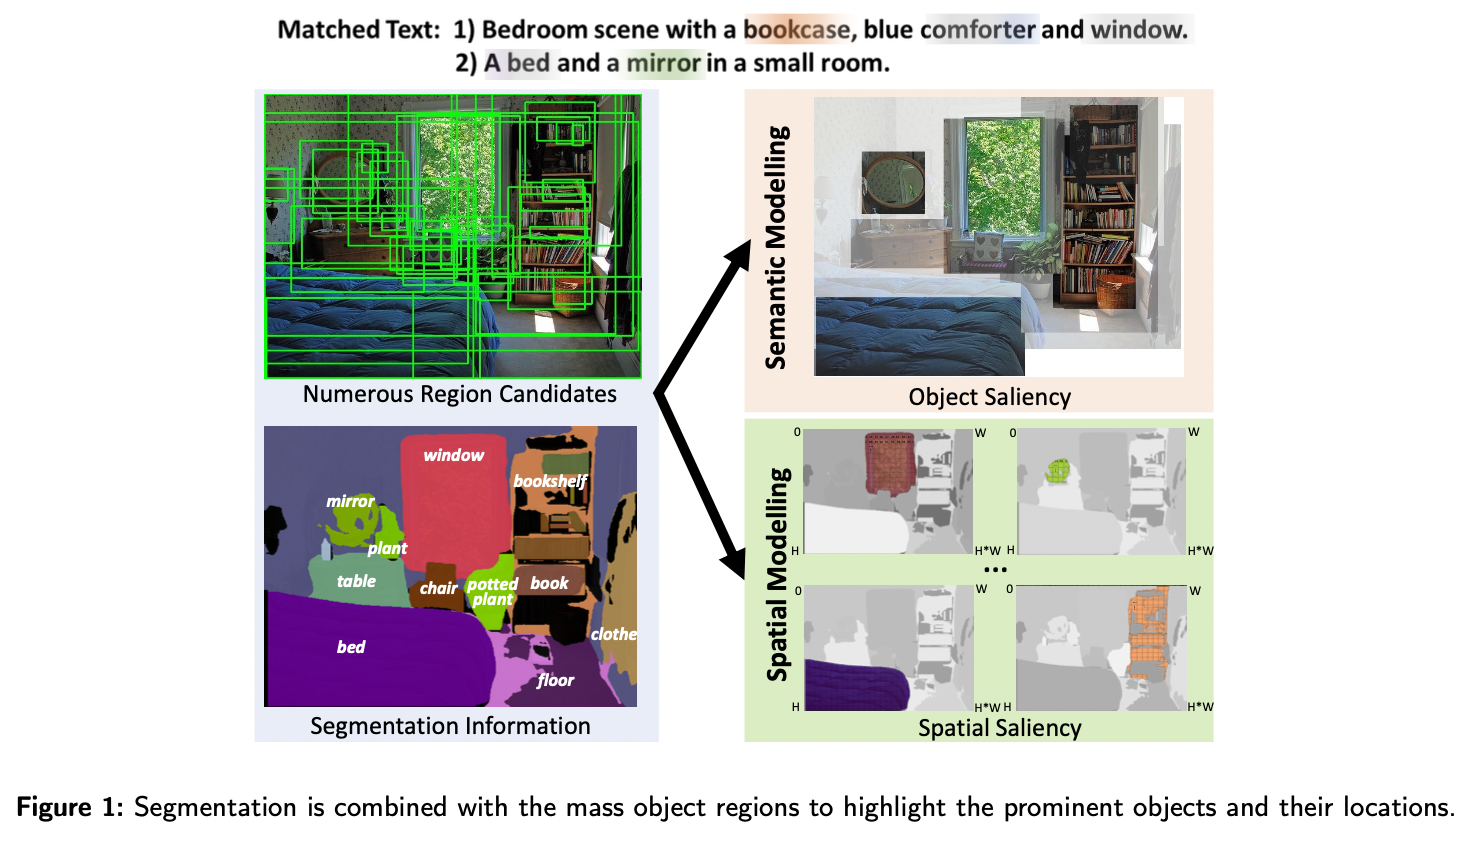 Matched Text: 1) Bedroom scene with a bookcase, blue comforter and window.
2) A bed and a mirror in a small room.
Numerous Region Candidates
window
bookshelf
mirror
plant
table
chair
potted
plant
book
bed
clothe
floor
Segmentation Information
Semantic Modelling
Object Saliency
Spatial Modelling
0 W 0 W
H H*W H H*W
...
0 W 0 W
H H*W H H*W
Spatial Saliency
Figure 1: Segmentation is combined with the mass object regions to highlight the prominent objects and their locations.